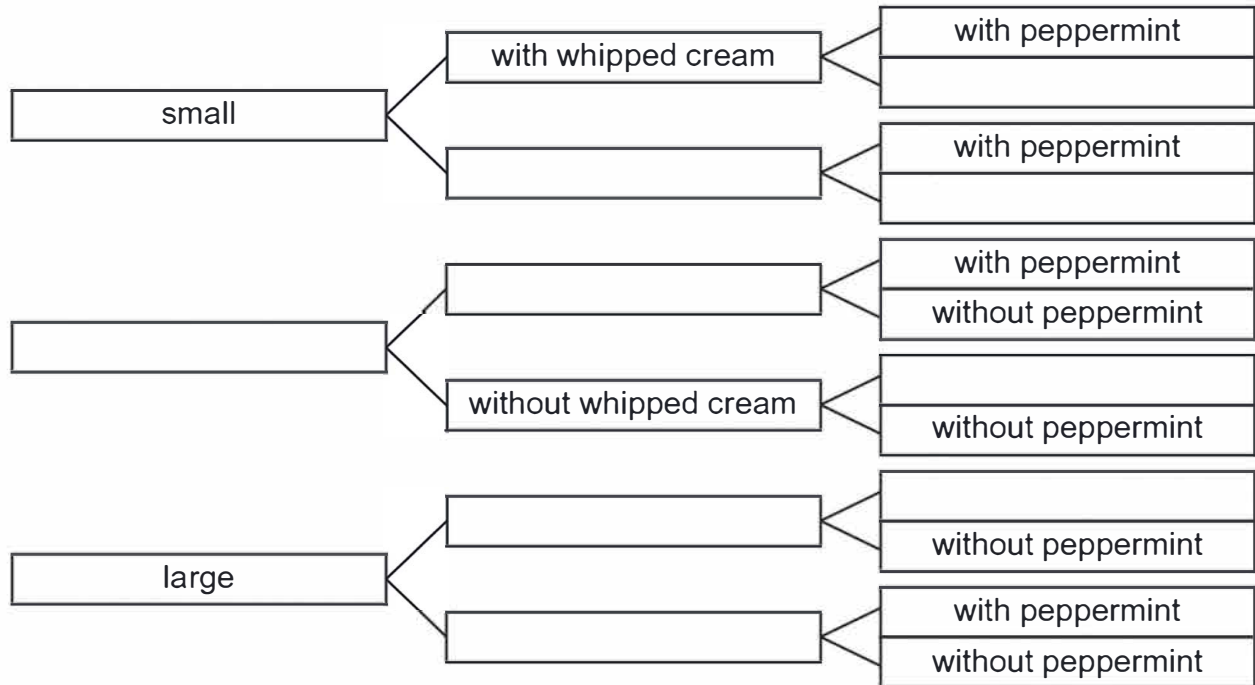 with peppermint
with whipped cream
small
with peppermint
with peppermint
without peppermint
without whipped cream
without peppermint
without peppermint
large
with peppermint
without peppermint